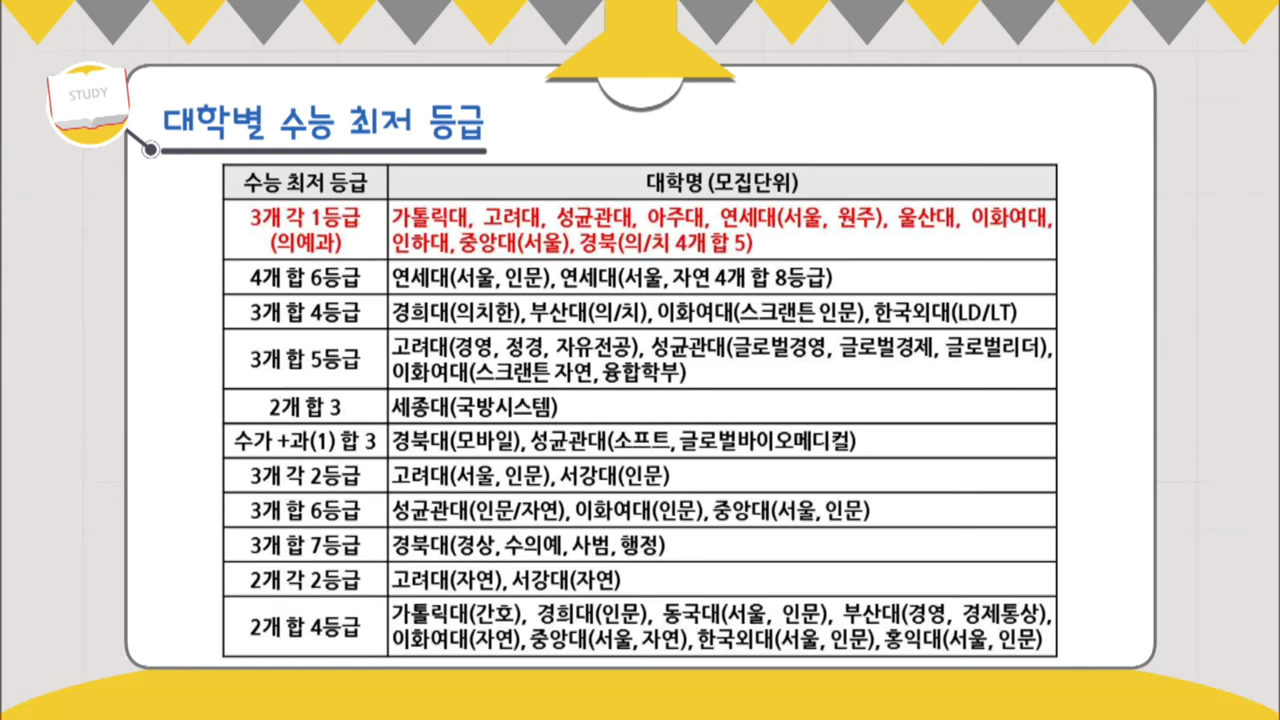 STUDY
대학별 수능 최저 등급
수능 최저 등급 대학명 (모집단위)
3개 각 1등급
(의예과)
가톨릭대, 고려대, 성균관대, 아주대, 연세대(서울, 원주), 울산대, 이화여대,
인하대, 중앙대(서울), 경북(의/치 4개 합 5)
4개 합 6등급 연세대(서울, 인문), 연세대(서울, 자연 4개 합 8등급)
3개 합 4등급 경희대(의치한), 부산대(의/치), 이화여대(스크랜튼 인문), 한국외대(LD/LT)
3개 합 5등급
고려대(경영, 정경, 자유전공), 성균관대(글로벌경영, 글로벌경제, 글로벌리더),
이화여대(스크랜튼 자연, 융합학부)
2개 합 3 세종대(국방시스템)
수가 +과(1) 합 3 경북대(모바일), 성균관대(소프트, 글로벌바이오메디컬)
3개 각 2등급 고려대(서울, 인문), 서강대(인문)
3개 합 6등급 성균관대(인문/자연), 이화여대(인문), 중앙대(서울, 인문)
3개 합 7등급 경북대(경상, 수의예, 사범, 행정)
2개 각 2등급 고려대(자연), 서강대(자연)
2개 합 4등급
가톨릭대(간호), 경희대(인문), 동국대(서울, 인문), 부산대(경영, 경제통상),
이화여대(자연), 중앙대(서울, 자연), 한국외대(서울, 인문), 홍익대(서울, 인문)